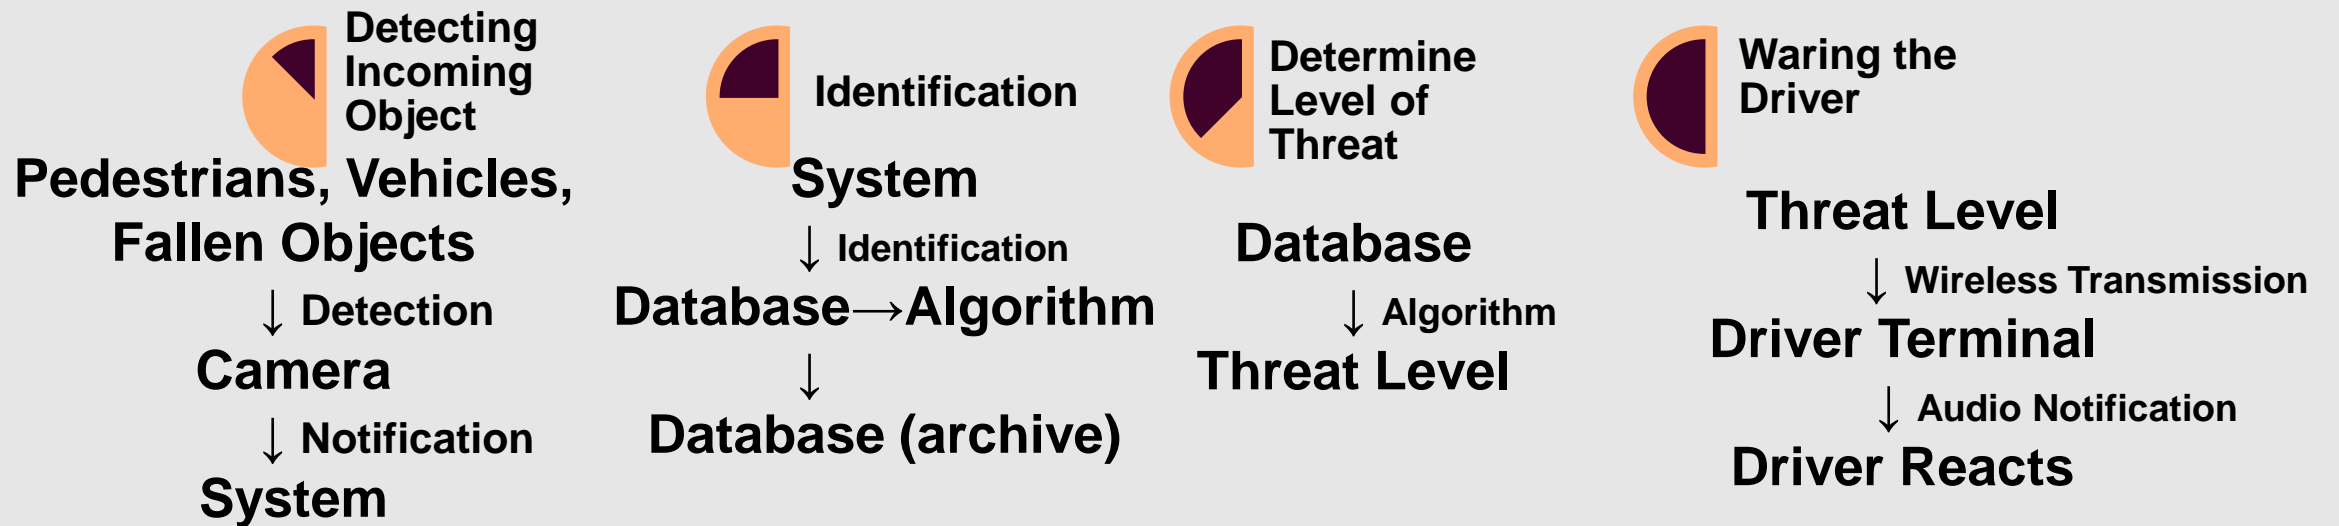 Detecting
Incoming
Object
Pedestrians, Vehicles,
Fallen Objects
↓ Detection
Camera
↓ Notification
System
Identification
System
↓ Identification
Database→Algorithm
↓
Database (archive)
Determine
Level of
Threat
Database
↓ Algorithm
Threat Level
Waring the
Driver
Threat Level
↓ Wireless Transmission
Driver Terminal
↓ Audio Notification
Driver Reacts